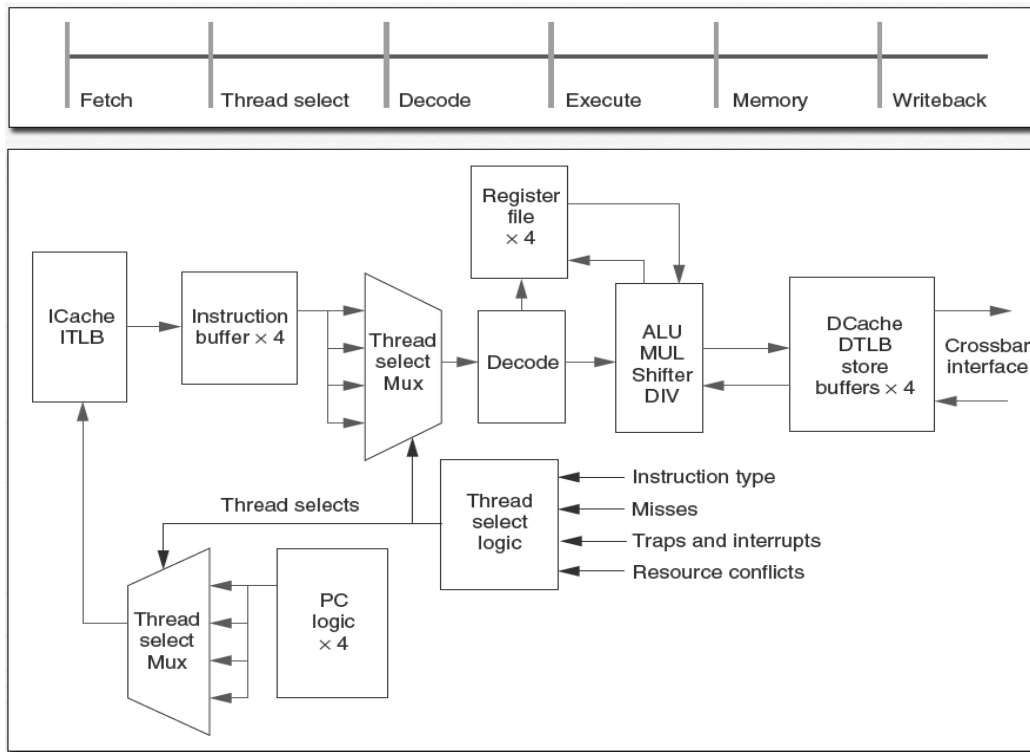 Fetch
Thread select
Decode
Execute
Memory
Writeback
Register
file
× 4
ICache
ITLB
Instruction
buffer × 4
Thread
select
Mux
Decode
ALU
MUL
Shifter
DIV
DCache
DTLB
store
buffers × 4
Crossbar
interface
Thread selects
Thread
select
logic
Instruction type
Misses
Traps and interrupts
Resource conflicts
Thread
select
Mux
PC
logic
× 4